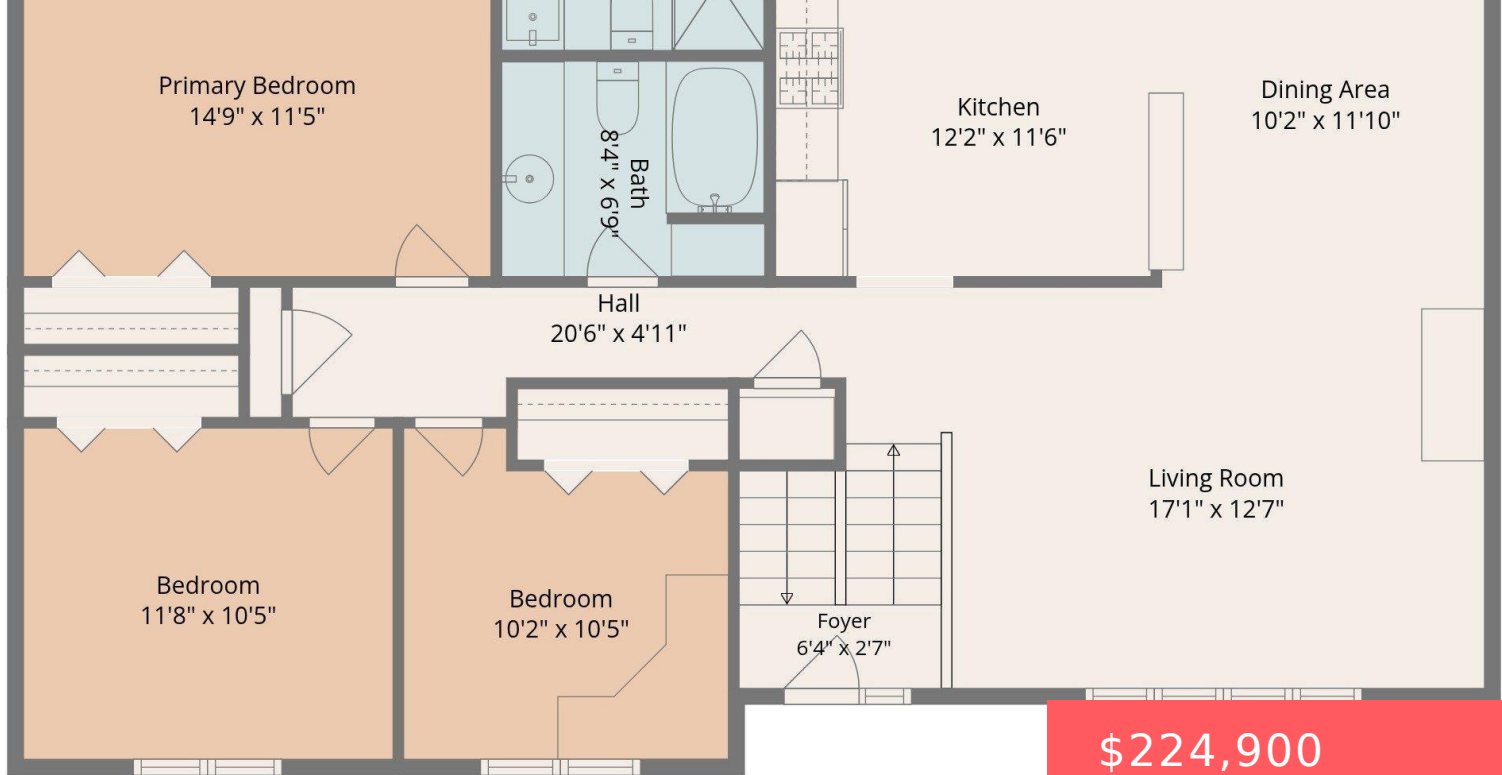 Primary Bedroom
14'9" x 11'5"
Bath
8'4" x 6'9"
Kitchen
12'2" x 11'6"
Dining Area
10'2" x 11'10"
Hall
20'6" x 4'11"
Living Room
17'1" x 12'7"
Bedroom
11'8" x 10'5"
Bedroom
10'2" x 10'5"
Foyer
6'4" x 2'7"
$224,900